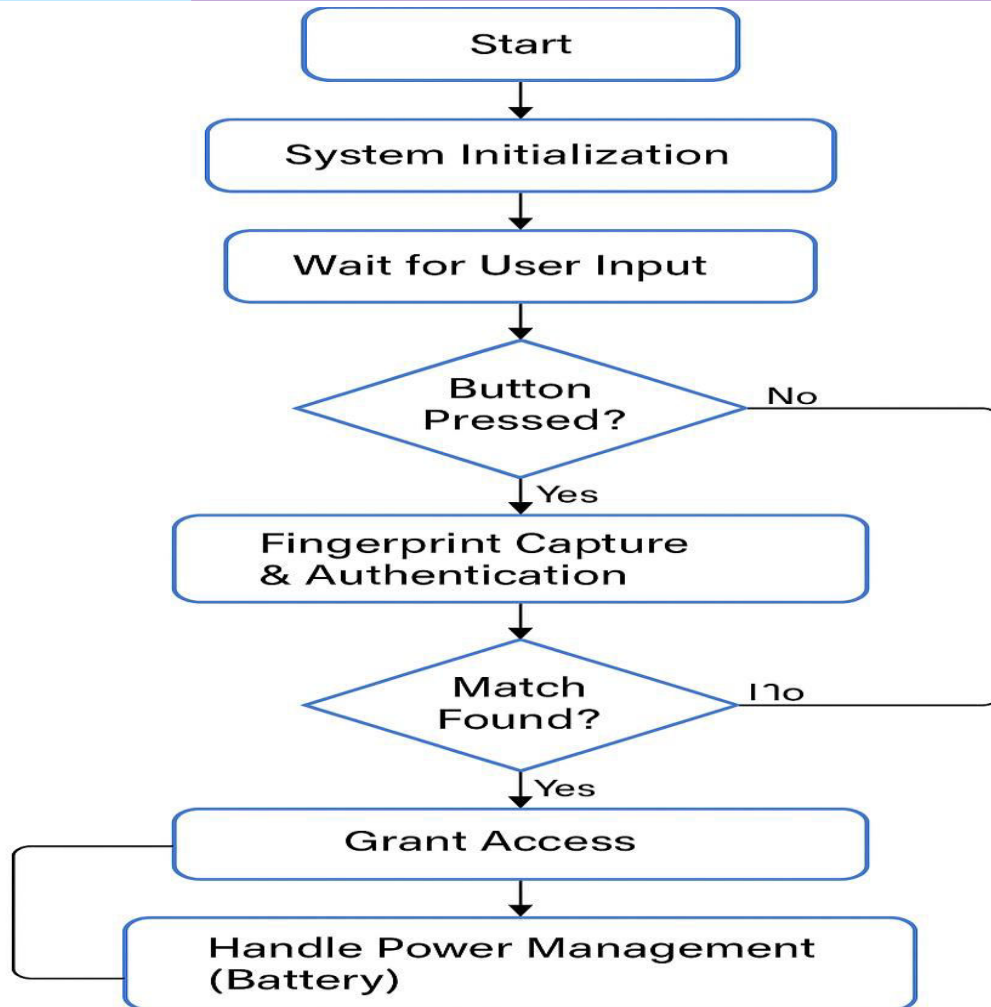 Start
System Initialization
Wait for User Input
Button
Pressed?
No
Yes
Fingerprint Capture
& Authentication
Match
Found?
Yes
Grant Access
Handle Power Management
(Battery)